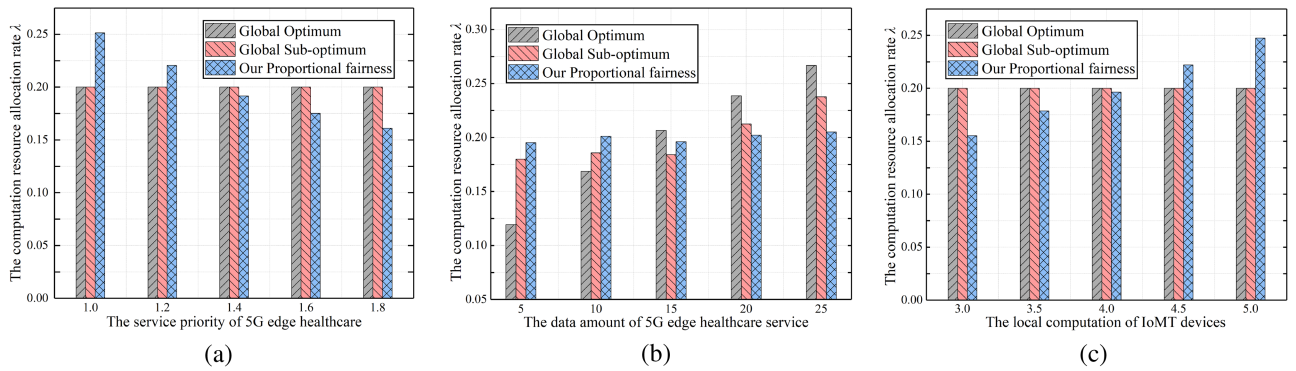 The computation resource allocation rate λ
0.25
0.20
0.15
0.10
0.05
0.00
Global Optimum
Global Sub-optimum
Our Proportional fairness
1.0 1.2 1.4 1.6 1.8
The service priority of 5G edge healthcare
(a)
The computation resource allocation rate λ
0.30
0.25
0.20
0.15
0.10
0.05
Global Optimum
Global Sub-optimum
Our Proportional fairness
5 10 15 20 25
The data amount of 5G edge healthcare service
(b)
The computation resource allocation rate λ
0.25
0.20
0.15
0.10
0.05
0.00
Global Optimum
Global Sub-optimum
Our Proportional fairness
3.0 3.5 4.0 4.5 5.0
The local computation of IoMT devices
(c)